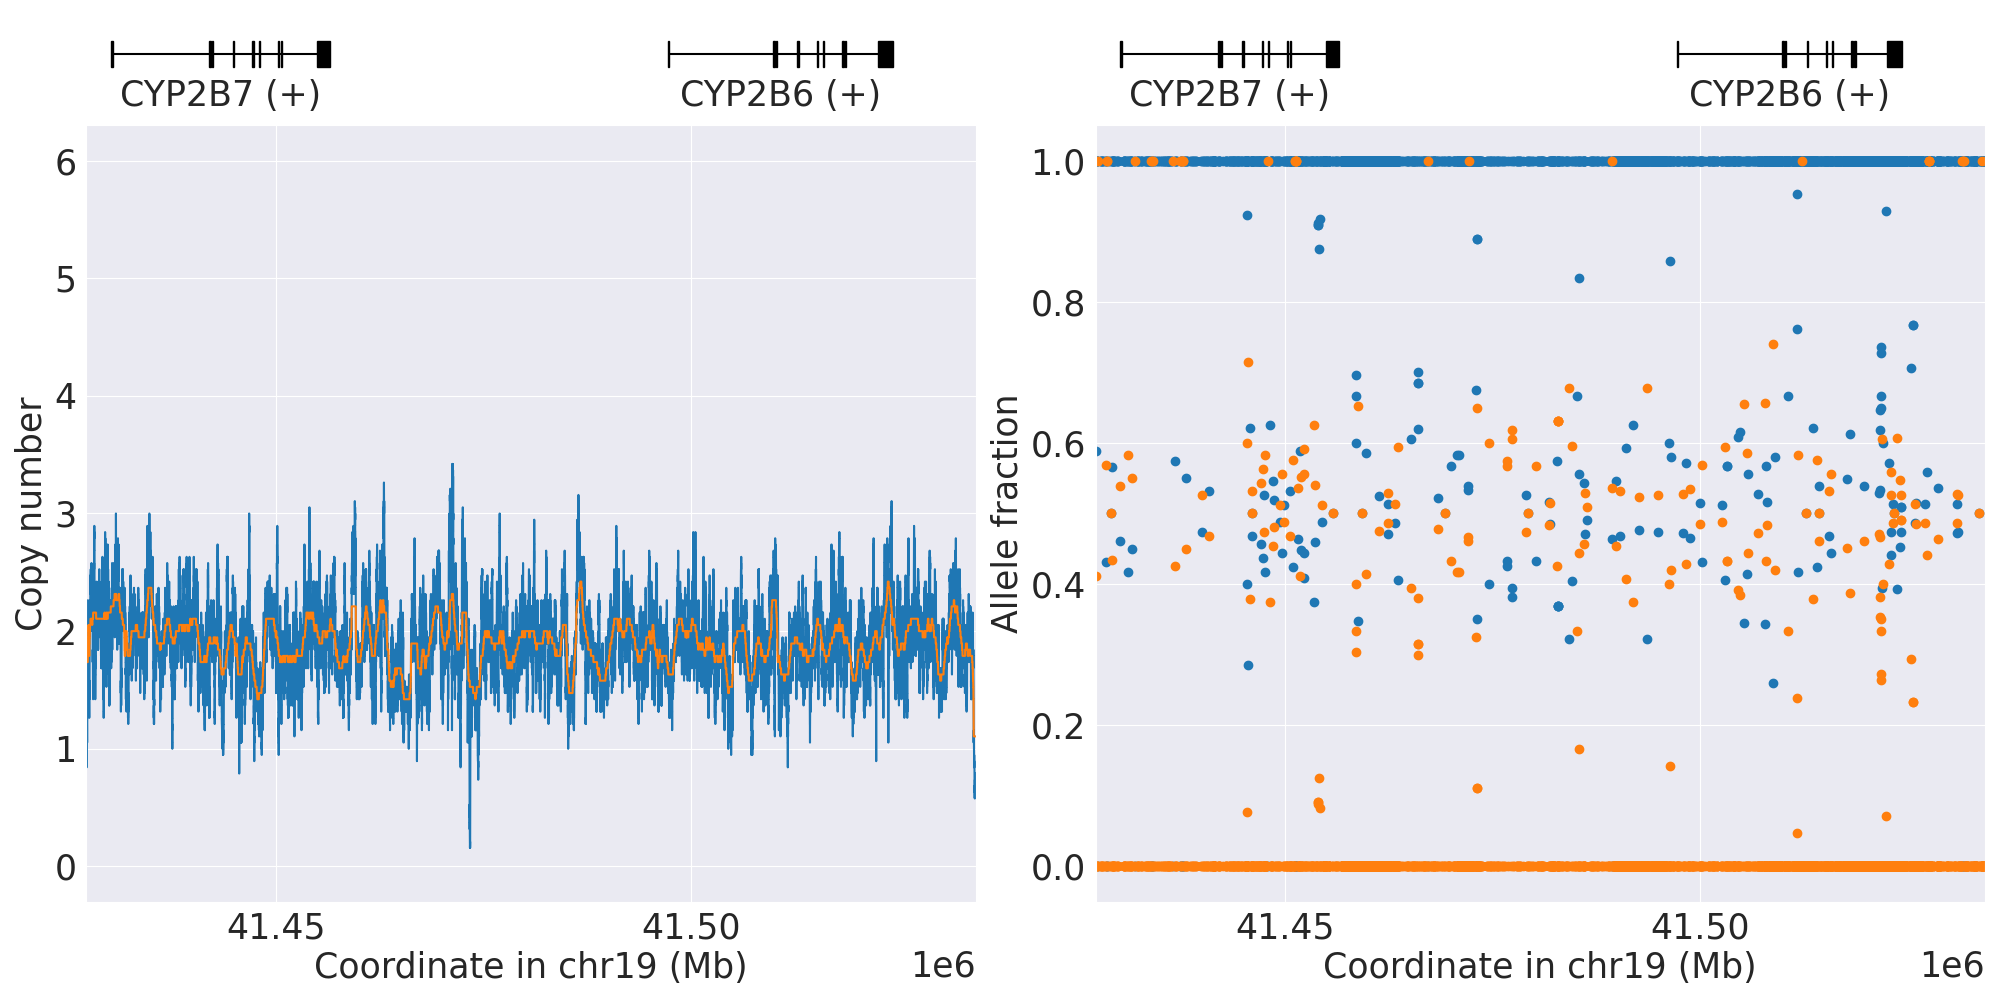 CYP2B7 (+)
CYP2B6 (+)
6
5
4
3
2
1
0
Copy number
41.45
41.50
Coordinate in chr19 (Mb)
1e6
CYP2B7 (+)
CYP2B6 (+)
1.0
0.8
0.6
0.4
0.2
0.0
Allele fraction
41.45
41.50
Coordinate in chr19 (Mb)
1e6